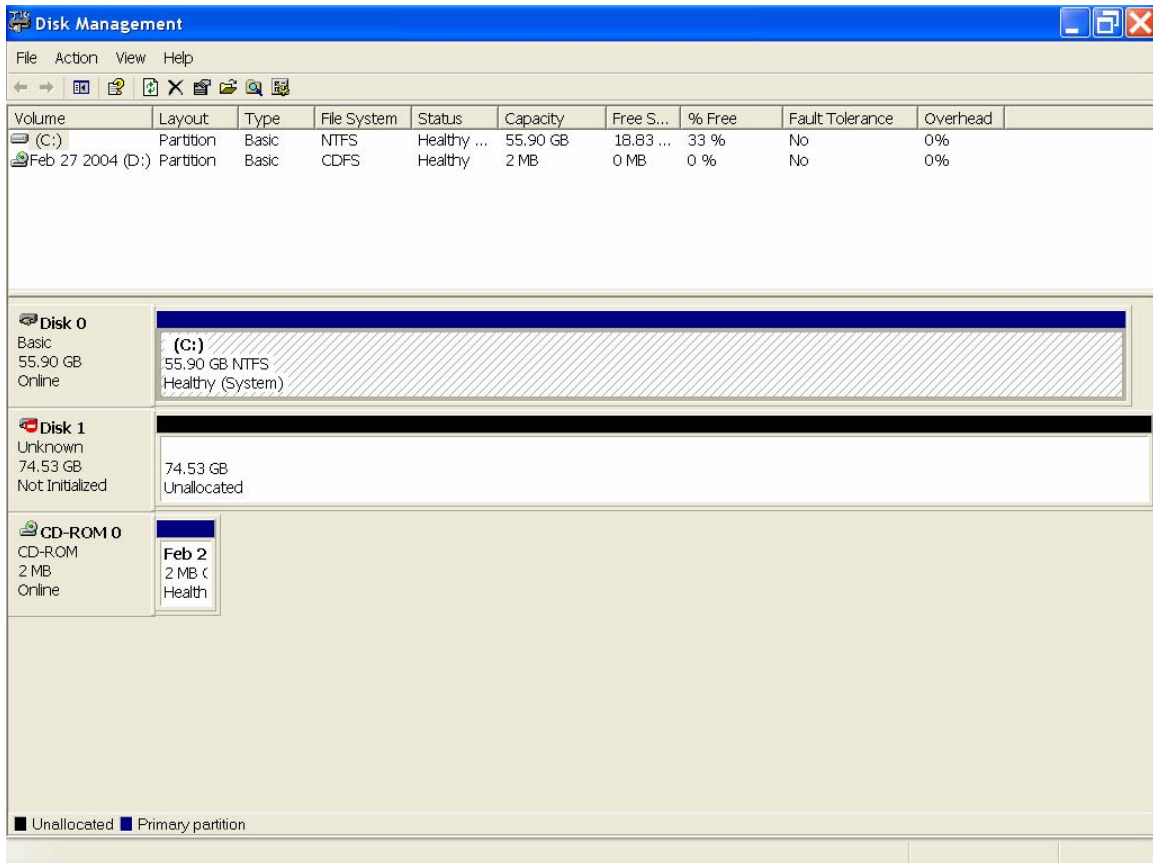 Disk Management
File Action View Help
Volume Layout Type File System Status Capacity Free S... % Free Fault Tolerance Overhead
(C:) Partition Basic NTFS Healthy ... 55.90 GB 18.83 ... 33 % No 0%
Feb 27 2004 (D:) Partition Basic CDFS Healthy 2 MB 0 MB 0 % No 0%
Disk 0
Basic
55.90 GB
Online
(C:)
55.90 GB NTFS
Healthy (System)
Disk 1
Unknown
74.53 GB
Not Initialized
74.53 GB
Unallocated
CD-ROM 0
CD-ROM
2 MB
Online
Feb 2
2 MB C
Health
Unallocated Primary partition